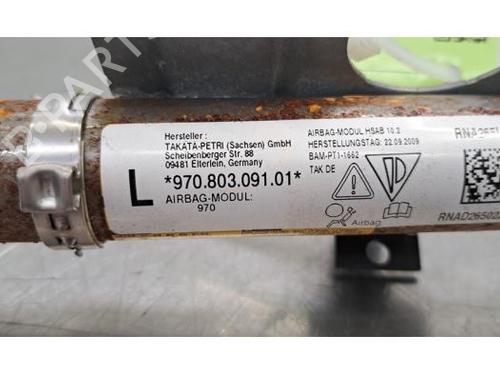 Hersteller :
TAKATA-PETRI (Sachsen) GmbH
Scheibenberger Str. 88
09481 Elterlein, Germany
L *970.803.091.01*
AIRBAG-MODUL:
970
AIRBAG-MODUL HSAB 10.2
HERSTELLUNGSTAG: 22.09.2009
BAM-PT1-1662
TAK DE
Airbag